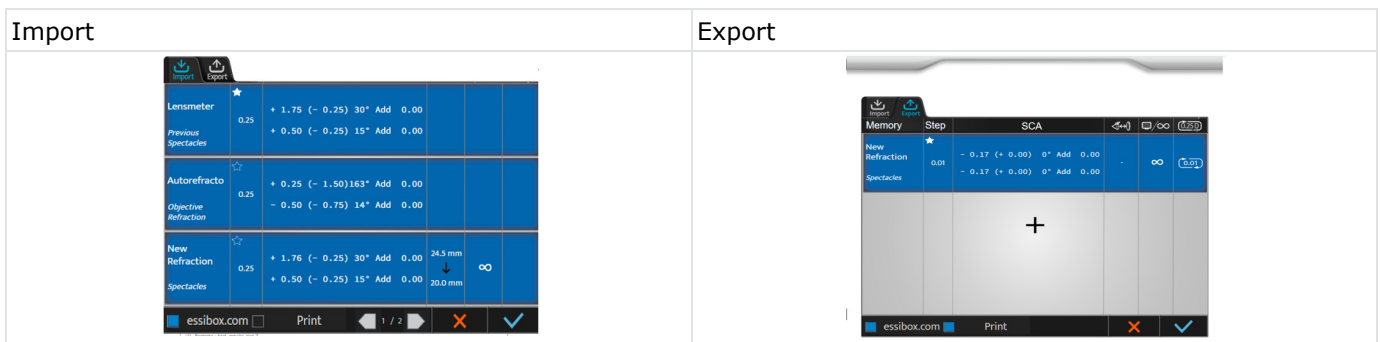 Import
Export
Import Export
Lensmeter
Previous
Spectacles
0.25
+ 1.75 (- 0.25) 30° Add 0.00
+ 0.50 (- 0.25) 15° Add 0.00
Autorefracto
Objective
Refraction
0.25
+ 0.25 (- 1.50)163° Add 0.00
- 0.50 (- 0.75) 14° Add 0.00
New
Refraction
Spectacles
0.25
+ 1.76 (- 0.25) 30° Add 0.00
+ 0.50 (- 0.25) 15° Add 0.00
24.5 mm
↓
20.0 mm
∞
essibox.com Print 1 / 2
Import Export
Memory Step SCA /∞ 0.25D
New
Refraction
Spectacles
0.01
- 0.17 (+ 0.00) 0° Add 0.00
- 0.17 (+ 0.00) 0° Add 0.00
- ∞ 0.01
+
essibox.com Print